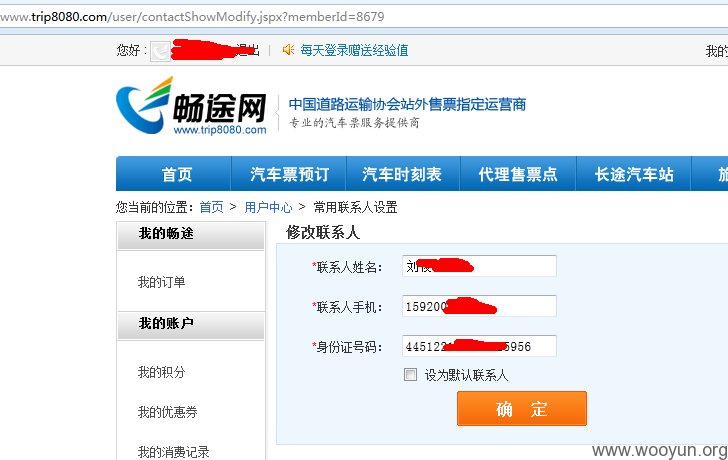 www.trip8080.com/user/contactShowModify.jspx?memberId=8679
您好： 退出 | 每天登录赠送经验值 我的
畅途网 中国道路运输协会站外售票指定运营商
www.trip8080.com 专业的汽车票服务提供商
首页 汽车票预订 汽车时刻表 代理售票点 长途汽车站 旅
您当前的位置：首页 > 用户中心 > 常用联系人设置
我的畅途
修改联系人
*联系人姓名： 刘
我的订单
*联系人手机： 159200
我的账户
*身份证号码： 445122 5956
设为默认联系人
我的积分
确 定
我的优惠券
我的消费记录
www.wooyun.org